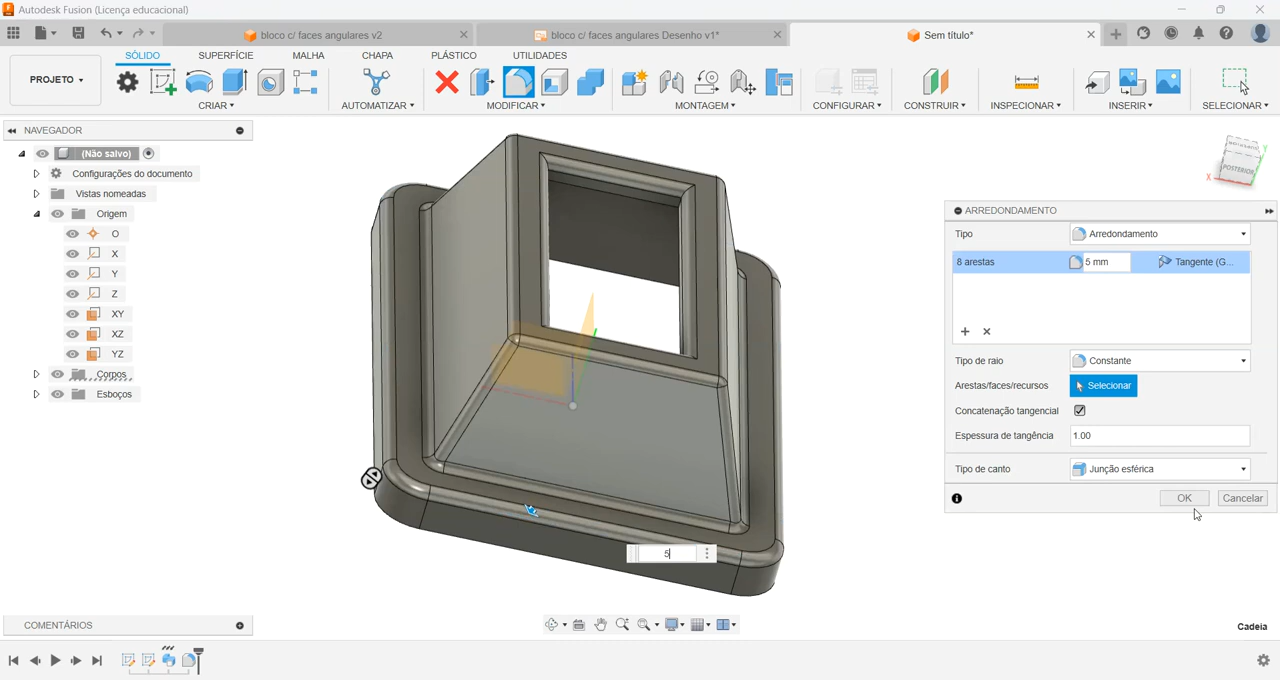 Autodesk Fusion (Licença educacional)
bloco c/ faces angulares v2
bloco c/ faces angulares Desenho v1*
Sem título*
SÓLIDO
SUPERFÍCIE
MALHA
CHAPA
PLÁSTICO
UTILIDADES
PROJETO
CRIAR
AUTOMATIZAR
MODIFICAR
MONTAGEM
CONFIGURAR
CONSTRUIR
INSPECIONAR
INSERIR
SELECIONAR
NAVEGADOR
(Não salvo)
Configurações do documento
Vistas nomeadas
Origem
O
X
Y
Z
XY
XZ
YZ
Corpos
Esboços
POSTERIOR
X
Y
ARREDONDAMENTO
Tipo
Arredondamento
8 arestas
5 mm
Tangente (G...
Tipo de raio
Constante
Arestas/faces/recursos
Selecionar
Concatenação tangencial
Espessura de tangência
1.00
Tipo de canto
Junção esférica
OK
Cancelar
5
COMENTÁRIOS
Cadeia